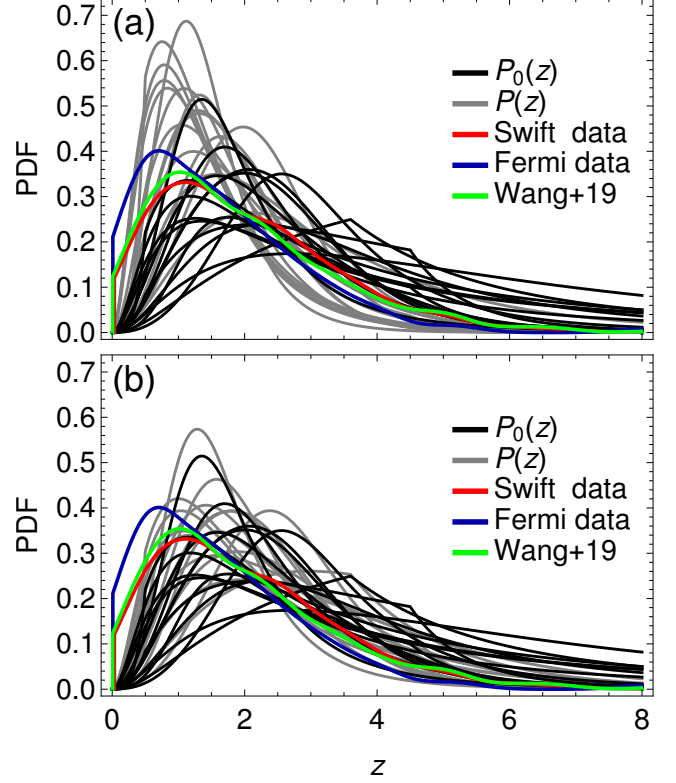 (a)
0.7
0.6
0.5
0.4
0.3
0.2
0.1
0.0
PDF
P₀(z)
P(z)
Swift data
Fermi data
Wang+19
(b)
0.7
0.6
0.5
0.4
0.3
0.2
0.1
0.0
PDF
P₀(z)
P(z)
Swift data
Fermi data
Wang+19
0 2 4 6 8
z